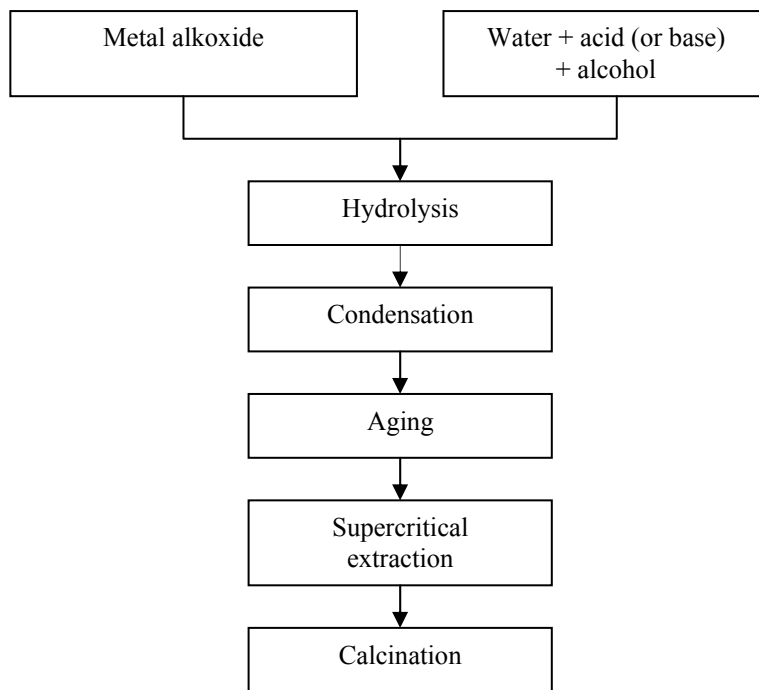 Metal alkoxide
Water + acid (or base)
+ alcohol
Hydrolysis
Condensation
Aging
Supercritical
extraction
Calcination